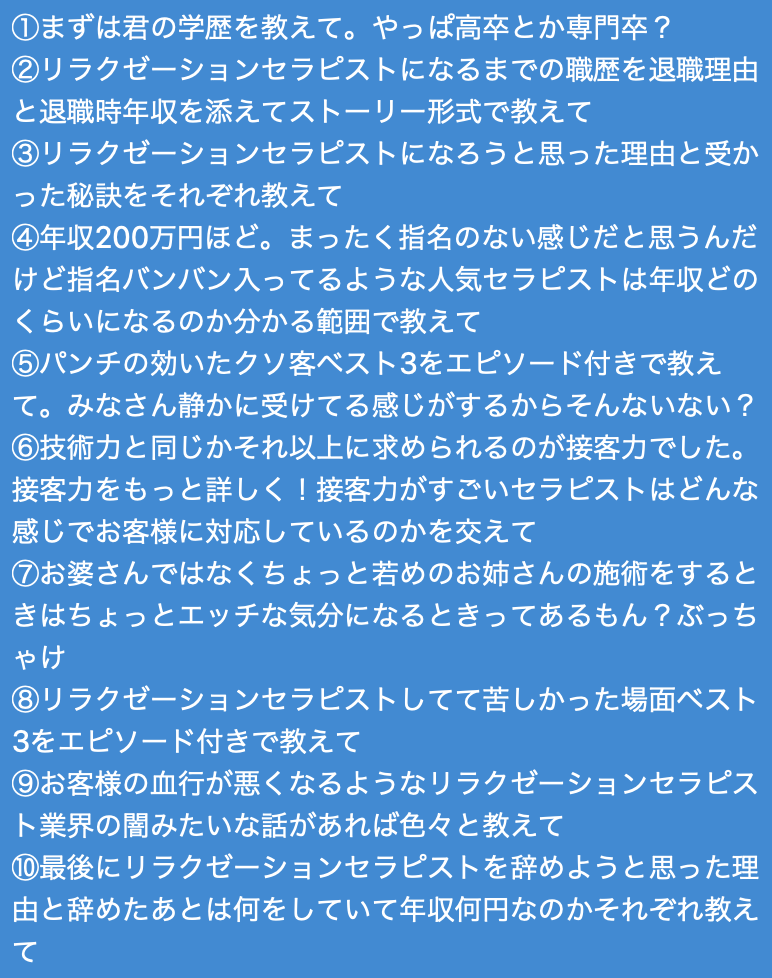 ①まずは君の学歴を教えて。やっぱ高卒とか専門卒？
②リラクゼーションセラピストになるまでの職歴を退職理由
と退職時年収を添えてストーリー形式で教えて
③リラクゼーションセラピストになろうと思った理由と受か
った秘訣をそれぞれ教えて
④年収200万円ほど。まったく指名のない感じだと思うんだ
けど指名バンバン入ってるような人気セラピストは年収どの
くらいになるのか分かる範囲で教えて
⑤パンチの効いたクソ客ベスト3をエピソード付きで教え
て。みなさん静かに受けてる感じがするからそんないない？
⑥技術力と同じかそれ以上に求められるのが接客力でした。
接客力をもっと詳しく！接客力がすごいセラピストはどんな
感じでお客様に対応しているのかを交えて
⑦お婆さんではなくちょっと若めのお姉さんの施術をすると
きはちょっとエッチな気分になるときってあるもん？ぶっち
ゃけ
⑧リラクゼーションセラピストしてて苦しかった場面ベスト
3をエピソード付きで教えて
⑨お客様の血行が悪くなるようなリラクゼーションセラピス
ト業界の闇みたいな話があれば色々と教えて
⑩最後にリラクゼーションセラピストを辞めようと思った理
由と辞めたあとは何をしていて年収何円なのかそれぞれ教え
て